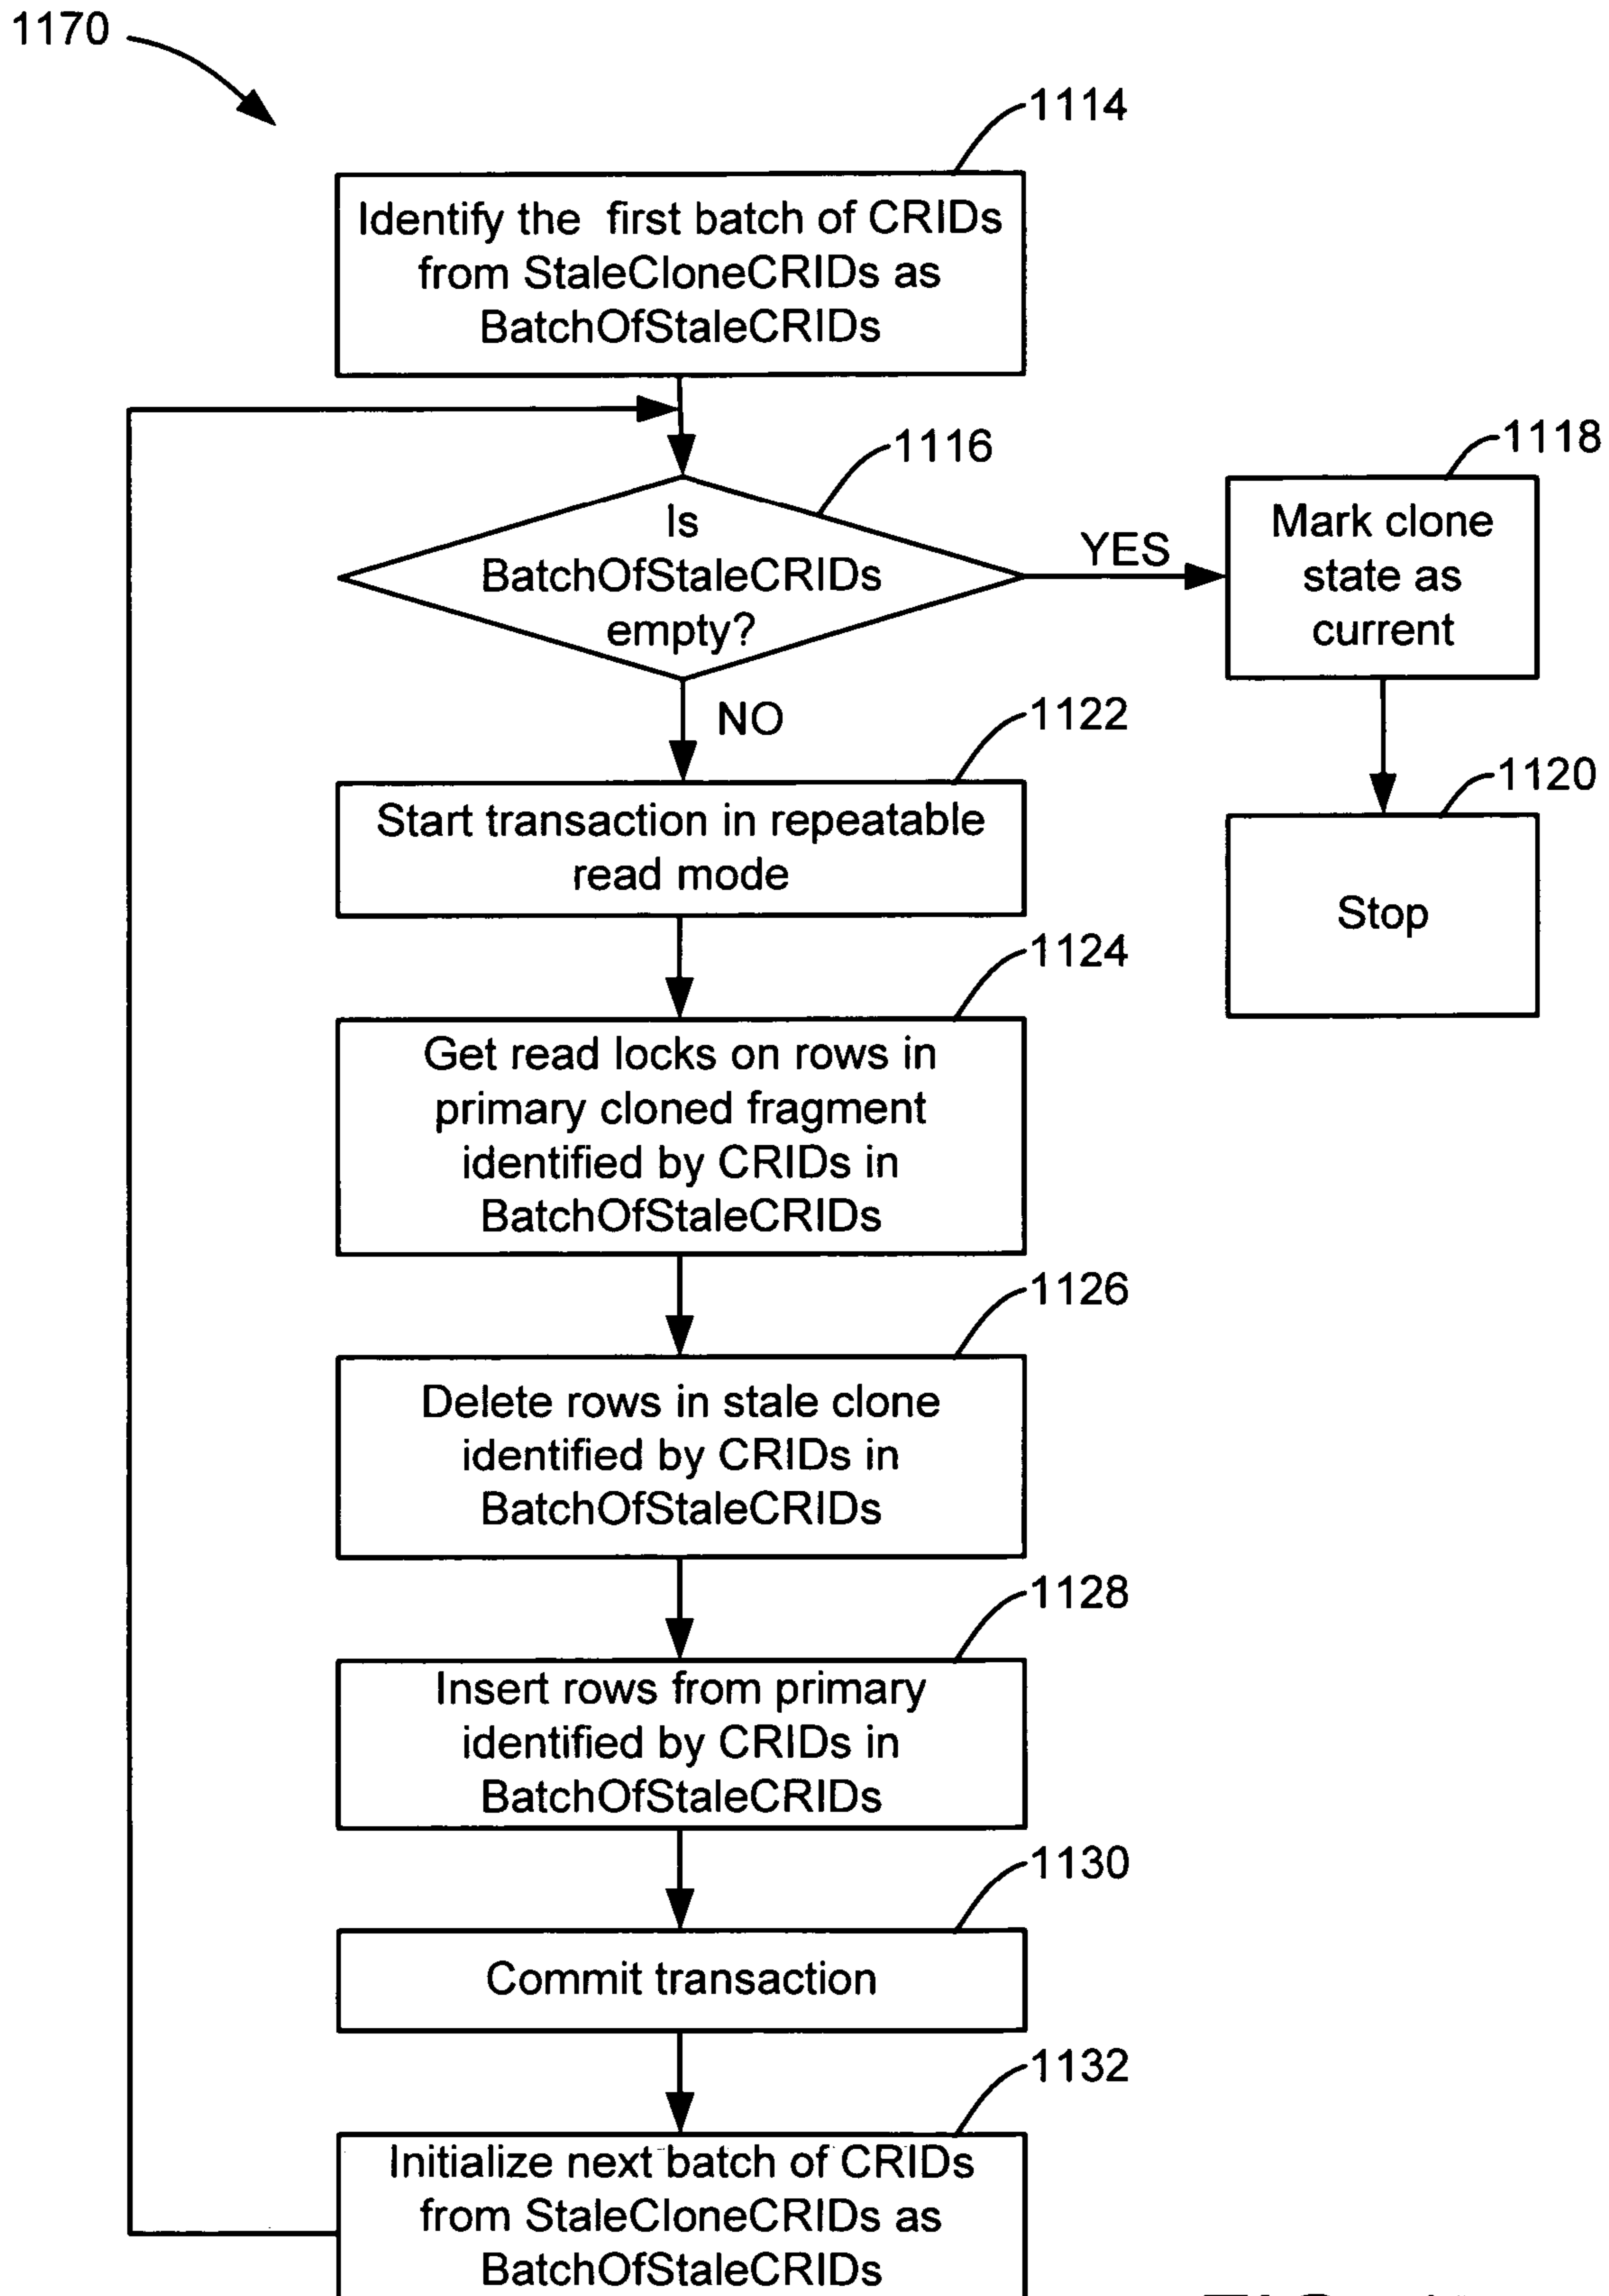 1170
1114
Identify the first batch of CRIDs
from StaleCloneCRIDs as
BatchOfStaleCRIDs
1116
Is
BatchOfStaleCRIDs
empty?
YES
1118
Mark clone
state as
current
NO
1120
Stop
1122
Start transaction in repeatable
read mode
1124
Get read locks on rows in
primary cloned fragment
identified by CRIDs in
BatchOfStaleCRIDs
1126
Delete rows in stale clone
identified by CRIDs in
BatchOfStaleCRIDs
1128
Insert rows from primary
identified by CRIDs in
BatchOfStaleCRIDs
1130
Commit transaction
1132
Initialize next batch of CRIDs
from StaleCloneCRIDs as
BatchOfStaleCRIDs